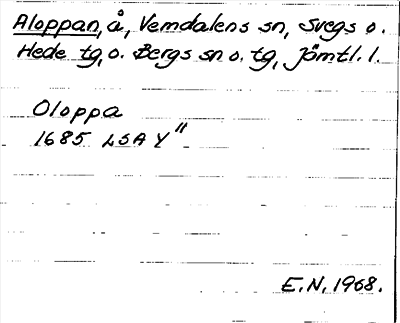 Aloppan, å, Vemdalens sn, Svegs o.
Hede tg, o. Bergs sn o. tg, Jämtl. l.
Oloppa
1685 LSA Y"
E.N. 1968.